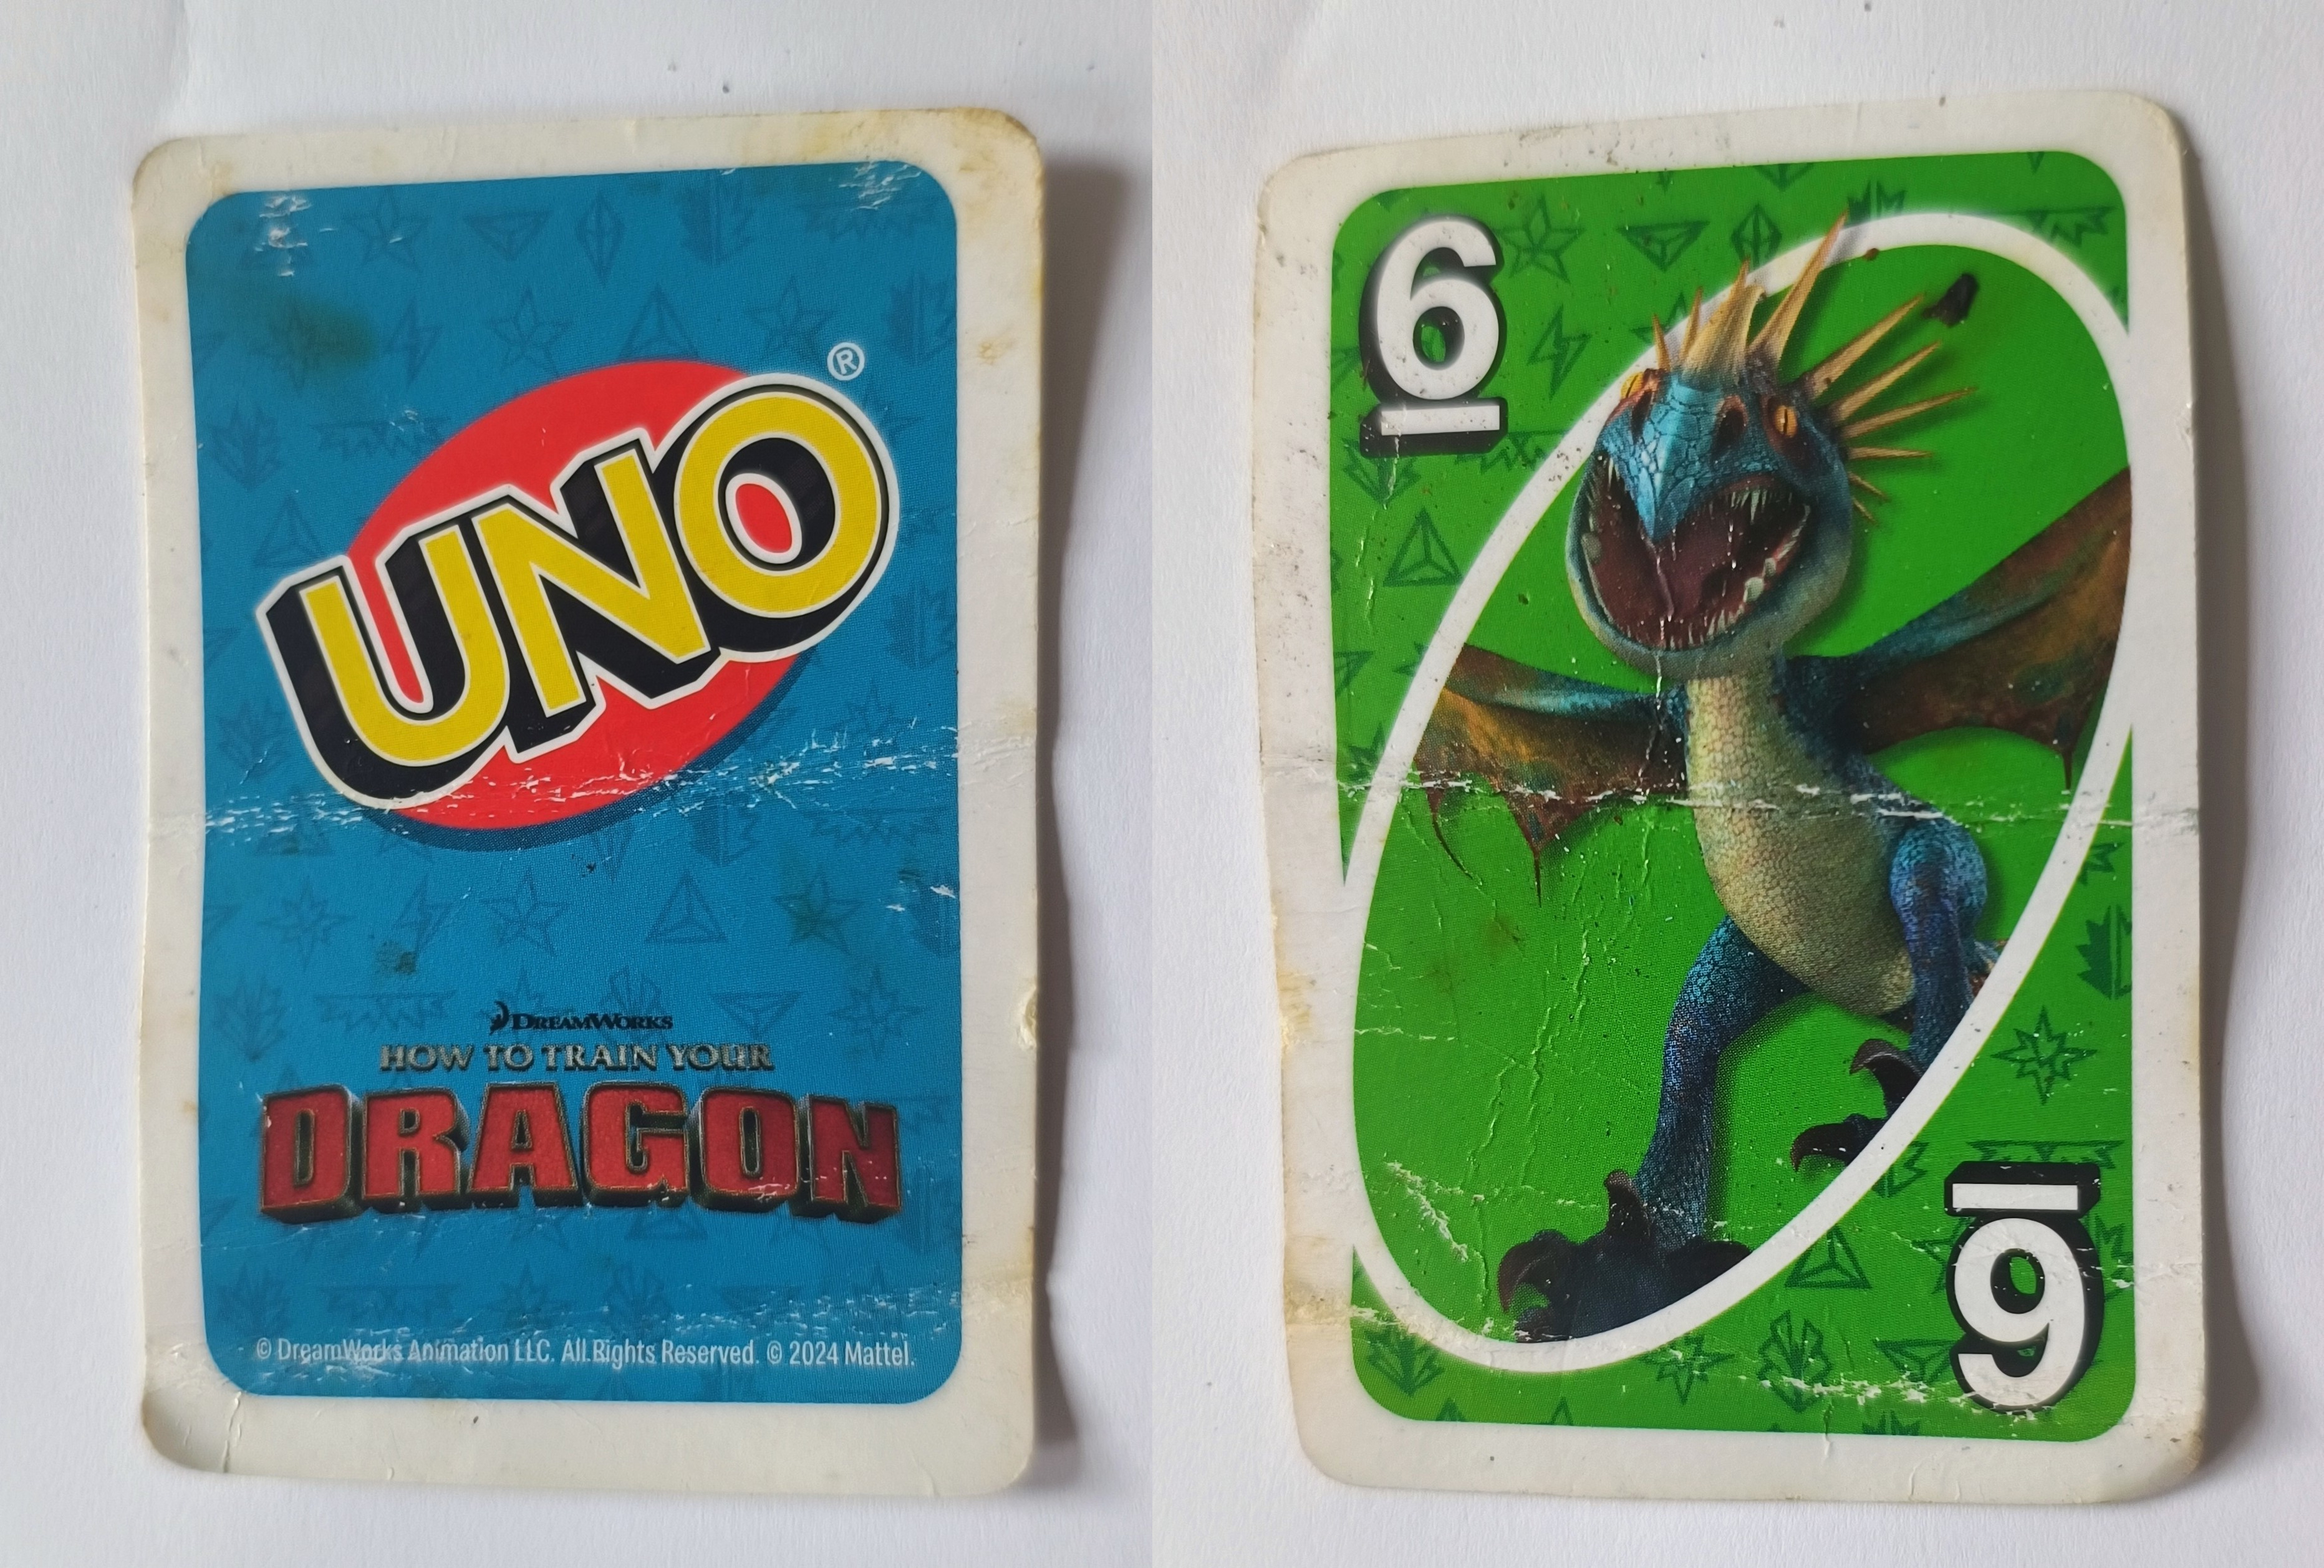 UNO®
DREAMWORKS
HOW TO TRAIN YOUR
DRAGON
© DreamWorks Animation LLC. All Rights Reserved. © 2024 Mattel.
6
6